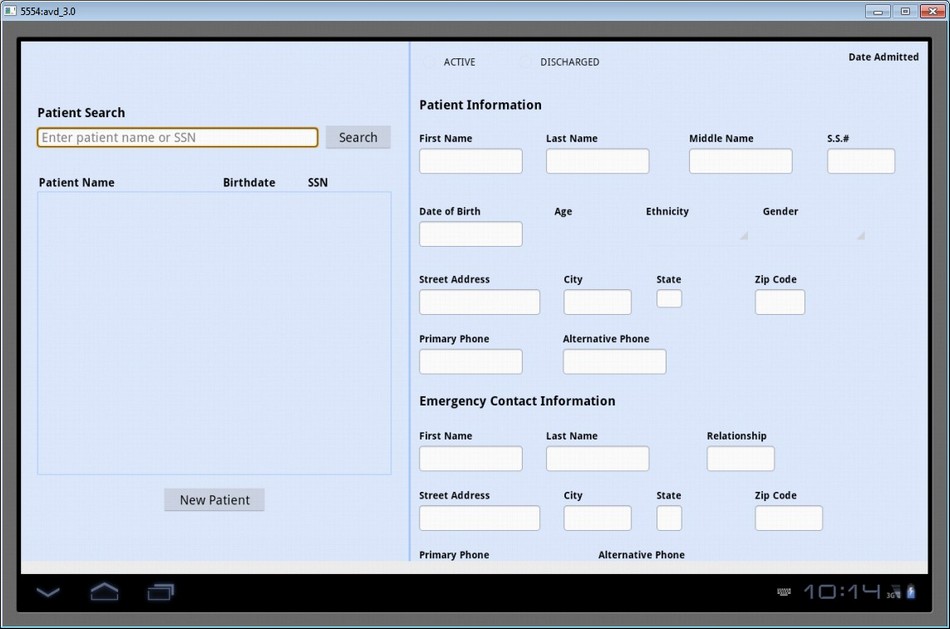 5554:avd_3.0
ACTIVE DISCHARGED Date Admitted
Patient Search
Enter patient name or SSN Search
Patient Name Birthdate SSN
New Patient
Patient Information
First Name Last Name Middle Name S.S.#
Date of Birth Age Ethnicity Gender
Street Address City State Zip Code
Primary Phone Alternative Phone
Emergency Contact Information
First Name Last Name Relationship
Street Address City State Zip Code
Primary Phone Alternative Phone
10:14 3G